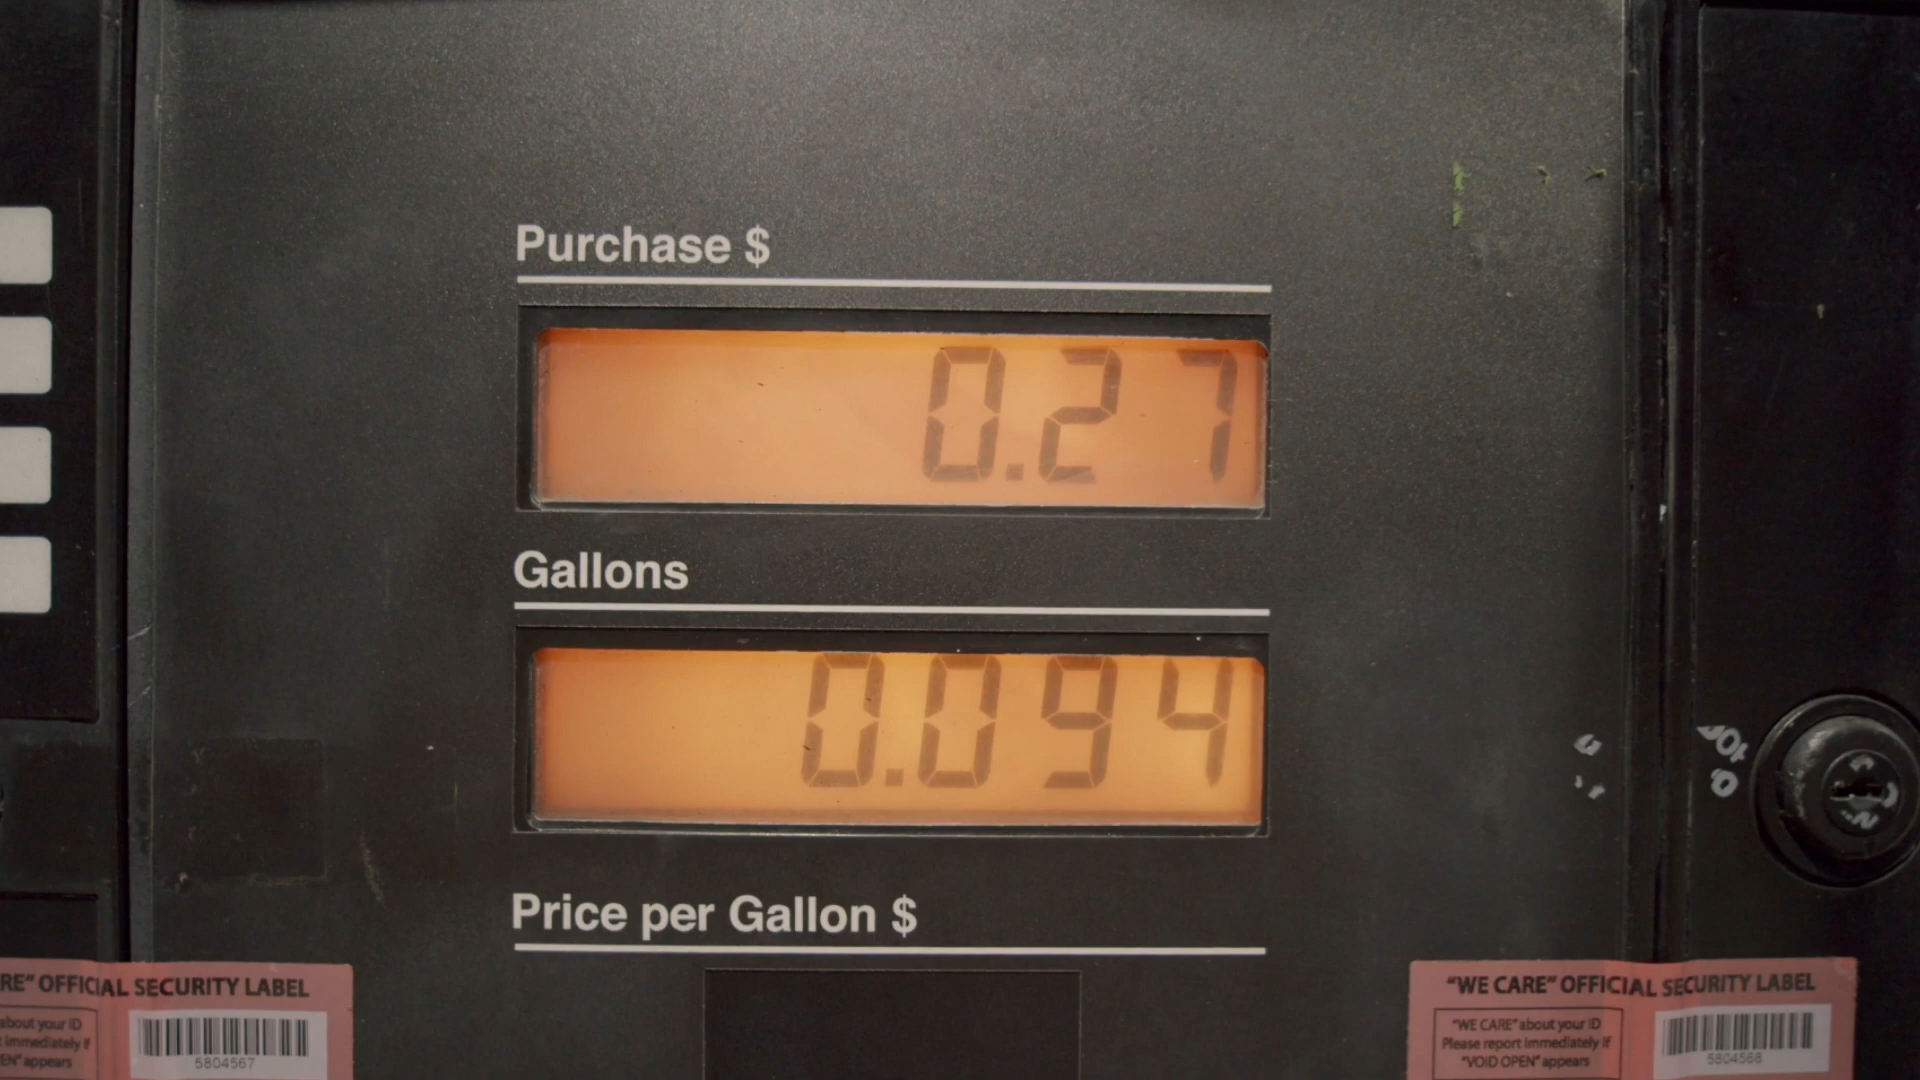 Purchase $
0.27
Gallons
0.094
Price per Gallon $
RE" OFFICIAL SECURITY LABEL
about your ID
immediately if
EN" appears
5804567
"WE CARE" OFFICIAL SECURITY LABEL
"WE CARE" about your ID
Please report immediately if
"VOID OPEN" appears
5804568